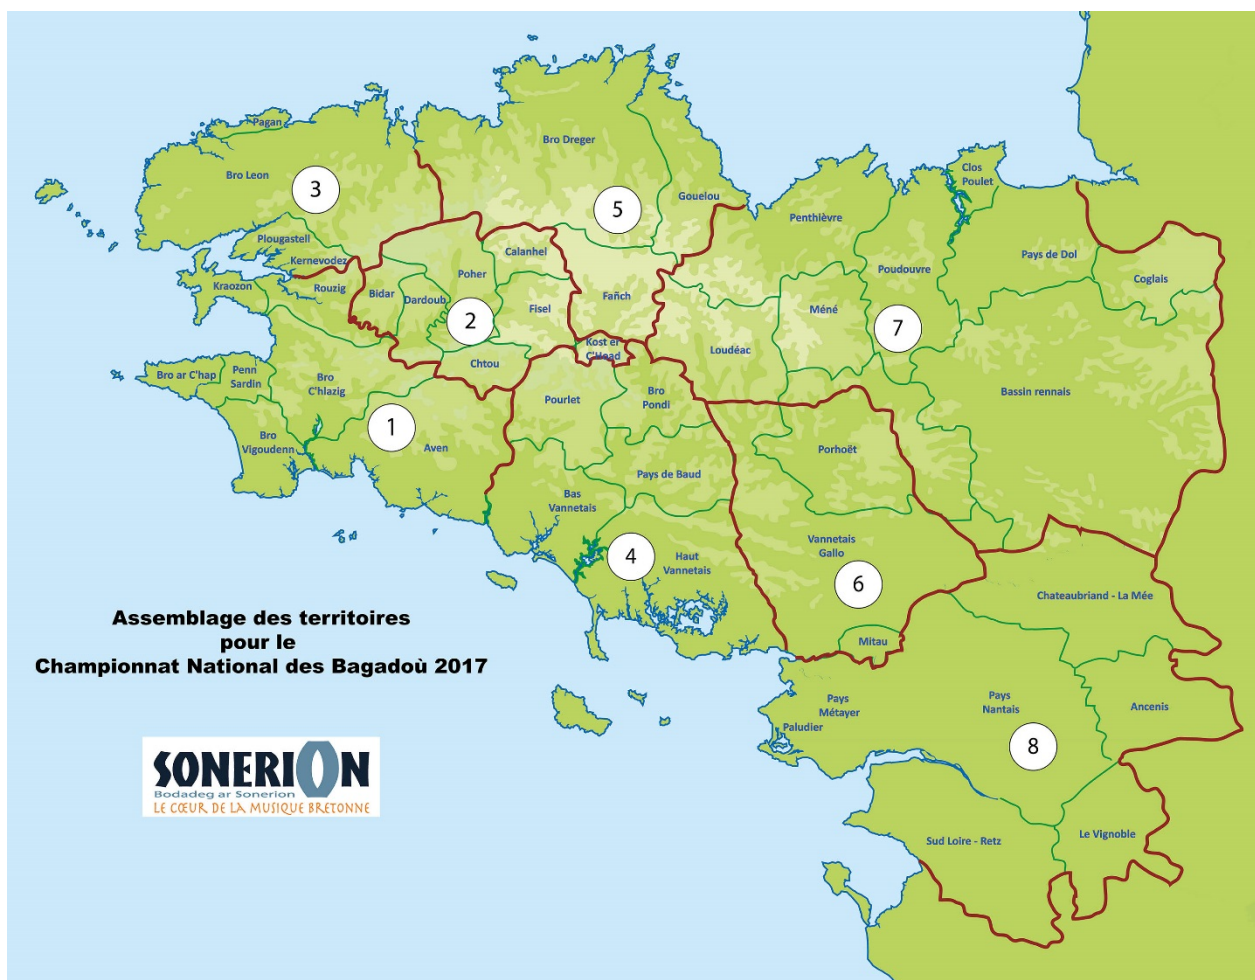 Pagan
Bro Leon
3
Plougastell
Kernevodez
Kraozon
Rouzig
Bro Dreger
5
Gouelou
Calanhel
Poher
Bidar
Dardoub
2
Fisel
Fañch
Chtou
Kost er
C'Hoad
Penthièvre
Clos
Poulet
Poudouvre
Pays de Dol
Coglais
Méné
7
Loudéac
Bassin rennais
Bro ar C'hap
Penn
Sardin
Bro
C'hlazig
1
Bro
Vigoudenn
Aven
Pourlet
Bro
Pondi
Pays de Baud
Bas
Vannetais
4
Haut
Vannetais
Porhoët
Vannetais
Gallo
6
Mitau
Chateaubriand - La Mée
Pays
Métayer
Paludier
Pays
Nantais
8
Ancenis
Sud Loire - Retz
Le Vignoble
Assemblage des territoires
pour le
Championnat National des Bagadoù 2017
SONERION
Bodadeg ar Sonerion
LE CŒUR DE LA MUSIQUE BRETONNE